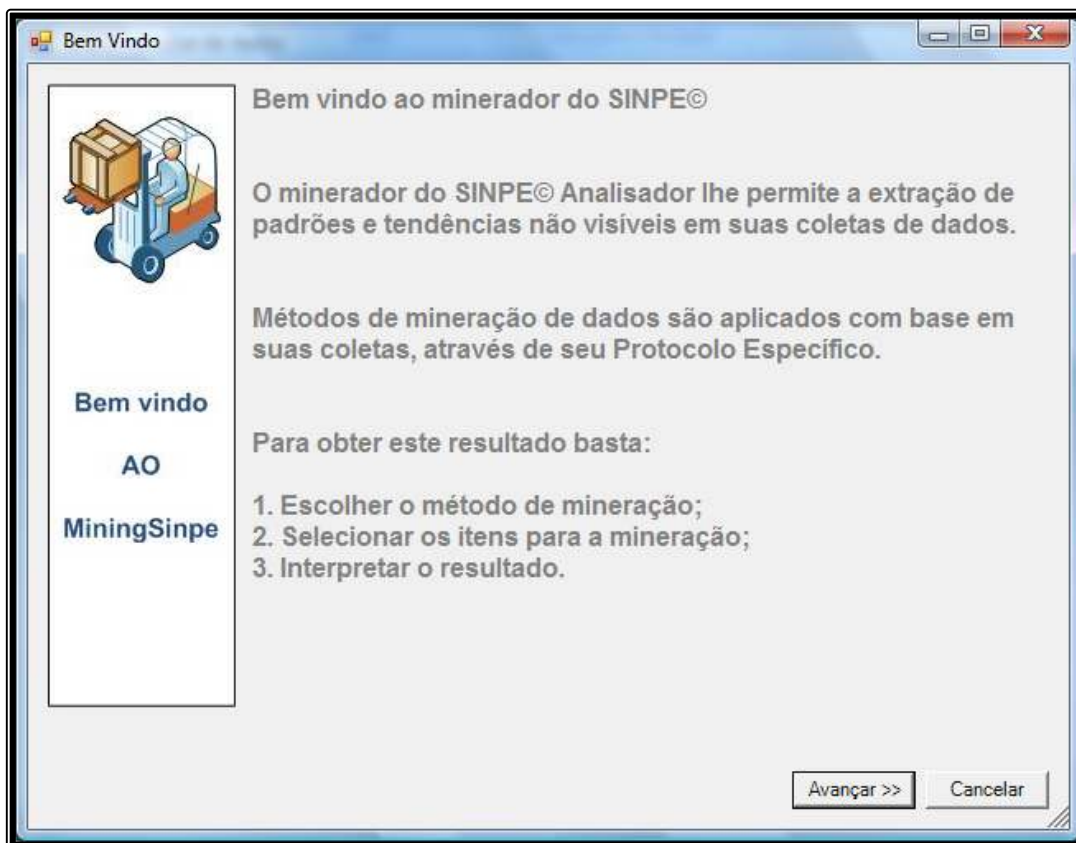 Bem Vindo
Bem vindo ao minerador do SINPE©
O minerador do SINPE© Analisador lhe permite a extração de
padrões e tendências não visíveis em suas coletas de dados.
Métodos de mineração de dados são aplicados com base em
suas coletas, através de seu Protocolo Específico.
Bem vindo
AO
MiningSinpe
Para obter este resultado basta:
1. Escolher o método de mineração;
2. Selecionar os itens para a mineração;
3. Interpretar o resultado.
Avançar >>
Cancelar